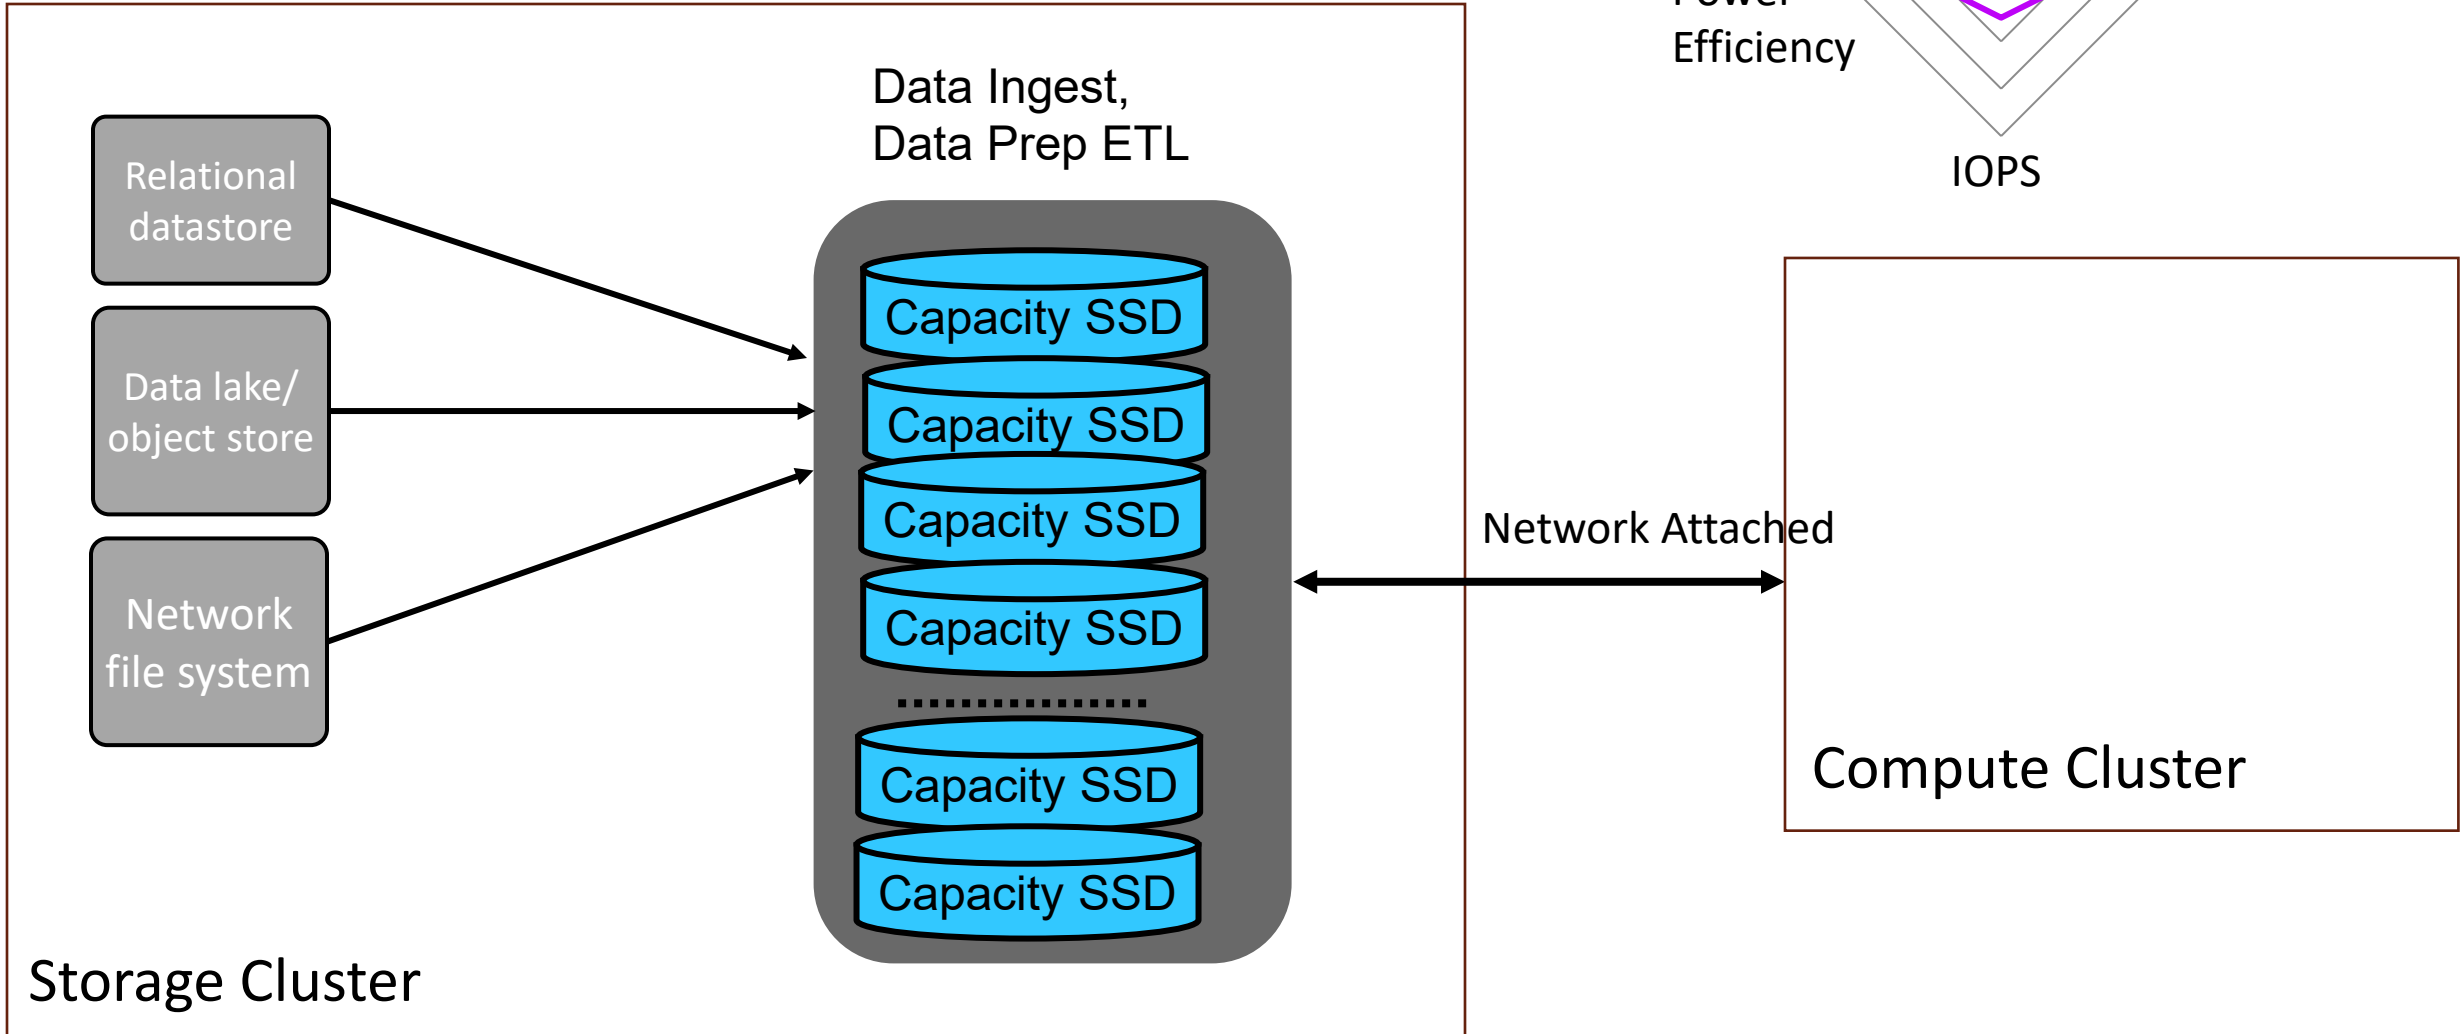 Power
Efficiency
IOPS
Data Ingest,
Data Prep ETL
Relational
datastore
Data lake/
object store
Network
file system
Capacity SSD
Capacity SSD
Capacity SSD
Capacity SSD
Capacity SSD
Capacity SSD
Network Attached
Storage Cluster
Compute Cluster